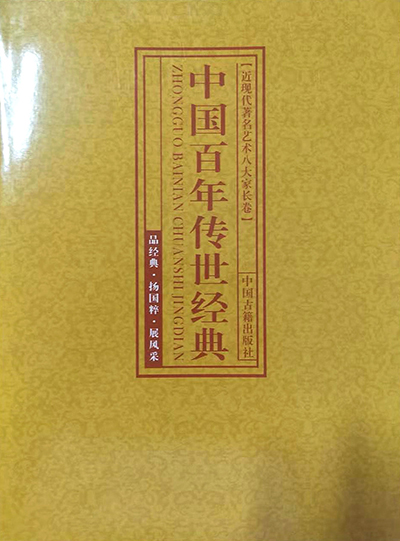 【近现代著名艺术八大家长卷】
中国古籍出版社
中国百年传世经典
ZHONGGUO BAINIAN CHUANSHI JINGDIAN
品经典·扬国粹·展风采